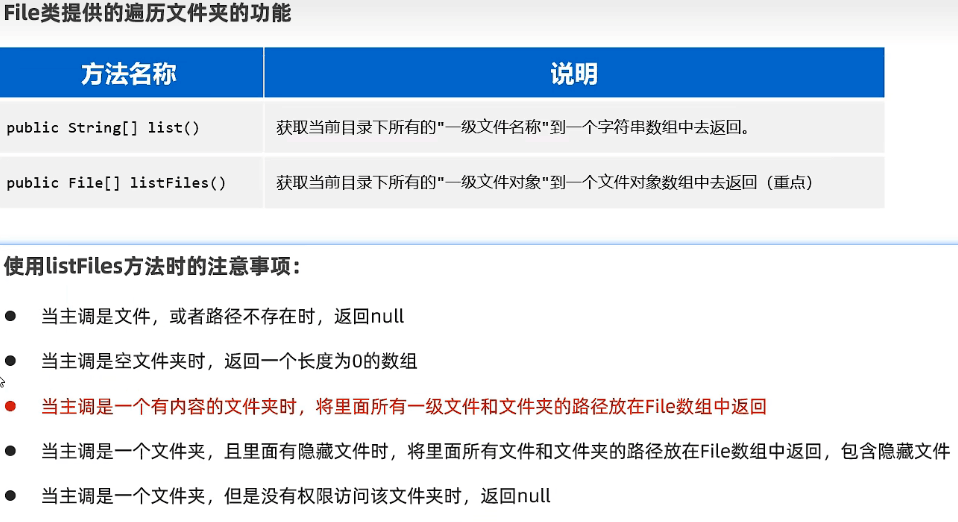 File类提供的遍历文件夹的功能
方法名称 说明
public String[] list() 获取当前目录下所有的"一级文件名称"到一个字符串数组中去返回。
public File[] listFiles() 获取当前目录下所有的"一级文件对象"到一个文件对象数组中去返回（重点）
使用listFiles方法时的注意事项：
● 当主调是文件，或者路径不存在时，返回null
● 当主调是空文件夹时，返回一个长度为0的数组
● 当主调是一个有内容的文件夹时，将里面所有一级文件和文件夹的路径放在File数组中返回
● 当主调是一个文件夹，且里面有隐藏文件时，将里面所有文件和文件夹的路径放在File数组中返回，包含隐藏文件
● 当主调是一个文件夹，但是没有权限访问该文件夹时，返回null